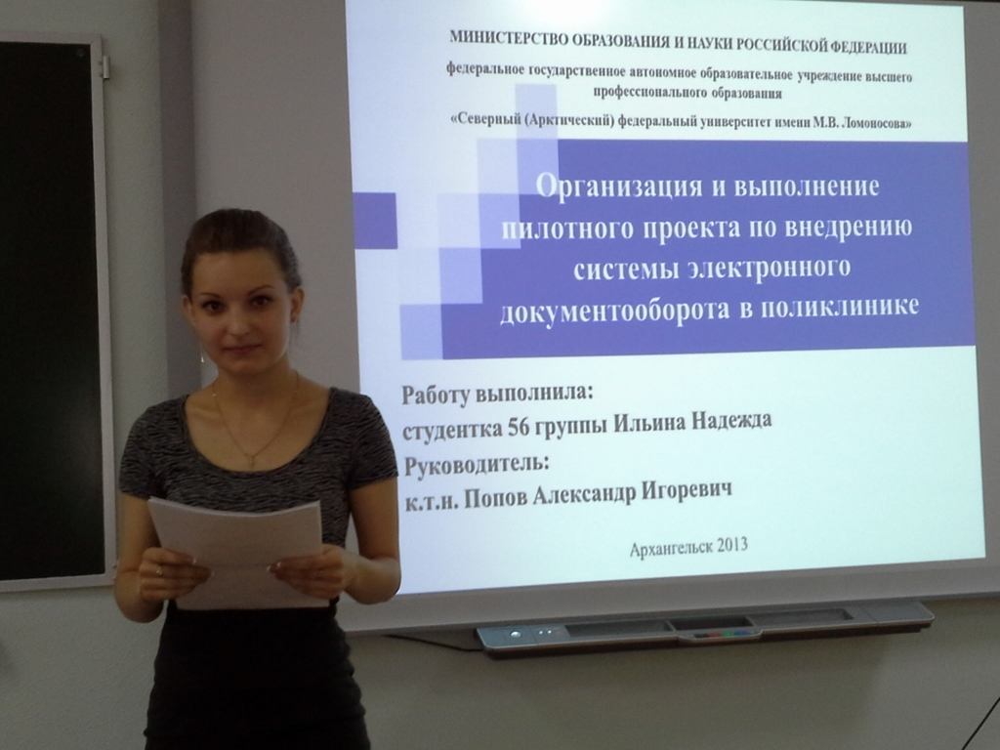 МИНИСТЕРСТВО ОБРАЗОВАНИЯ И НАУКИ РОССИЙСКОЙ ФЕДЕРАЦИИ
федеральное государственное автономное образовательное учреждение высшего
профессионального образования
«Северный (Арктический) федеральный университет имени М.В. Ломоносова»
Организация и выполнение
пилотного проекта по внедрению
системы электронного
документооборота в поликлинике
Работу выполнила:
студентка 56 группы Ильина Надежда
Руководитель:
к.т.н. Попов Александр Игоревич
Архангельск 2013